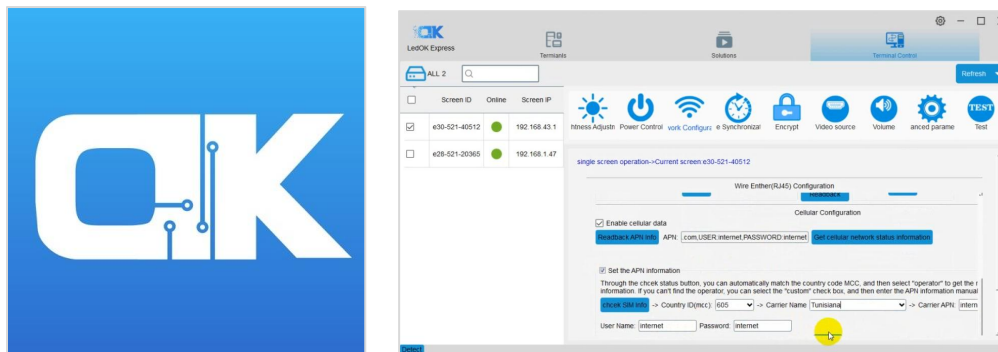 OK
OK
LedOK Express
Termianls
Solutions
Terminal Control
ALL 2
Refresh
Screen ID Online Screen IP
e30-521-40512 192.168.43.1
e28-521-20365 192.168.1.47
htness Adjustn Power Control vork Configura e Synchronizat Encrypt Video source Volume anced parame Test
TEST
single screen operation->Current screen:e30-521-40512
Wire Enther(RJ45) Configuration
Readback
Cellular Configuration
Enable cellular data
Readback APN Info APN .com,USER:internet,PASSWORD:internet Get cellular network status information
Set the APN information
Through the chcek status button, you can automatically match the country code MCC, and then select "operator" to get the r
information. If you can't find the operator, you can select the "custom" check box, and then enter the APN information manual
chcek SIM Info -> Country ID(mcc): 605 -> Carrier Name Tunisiana -> Carrier APN: intern
User Name: internet Password: internet
Detect